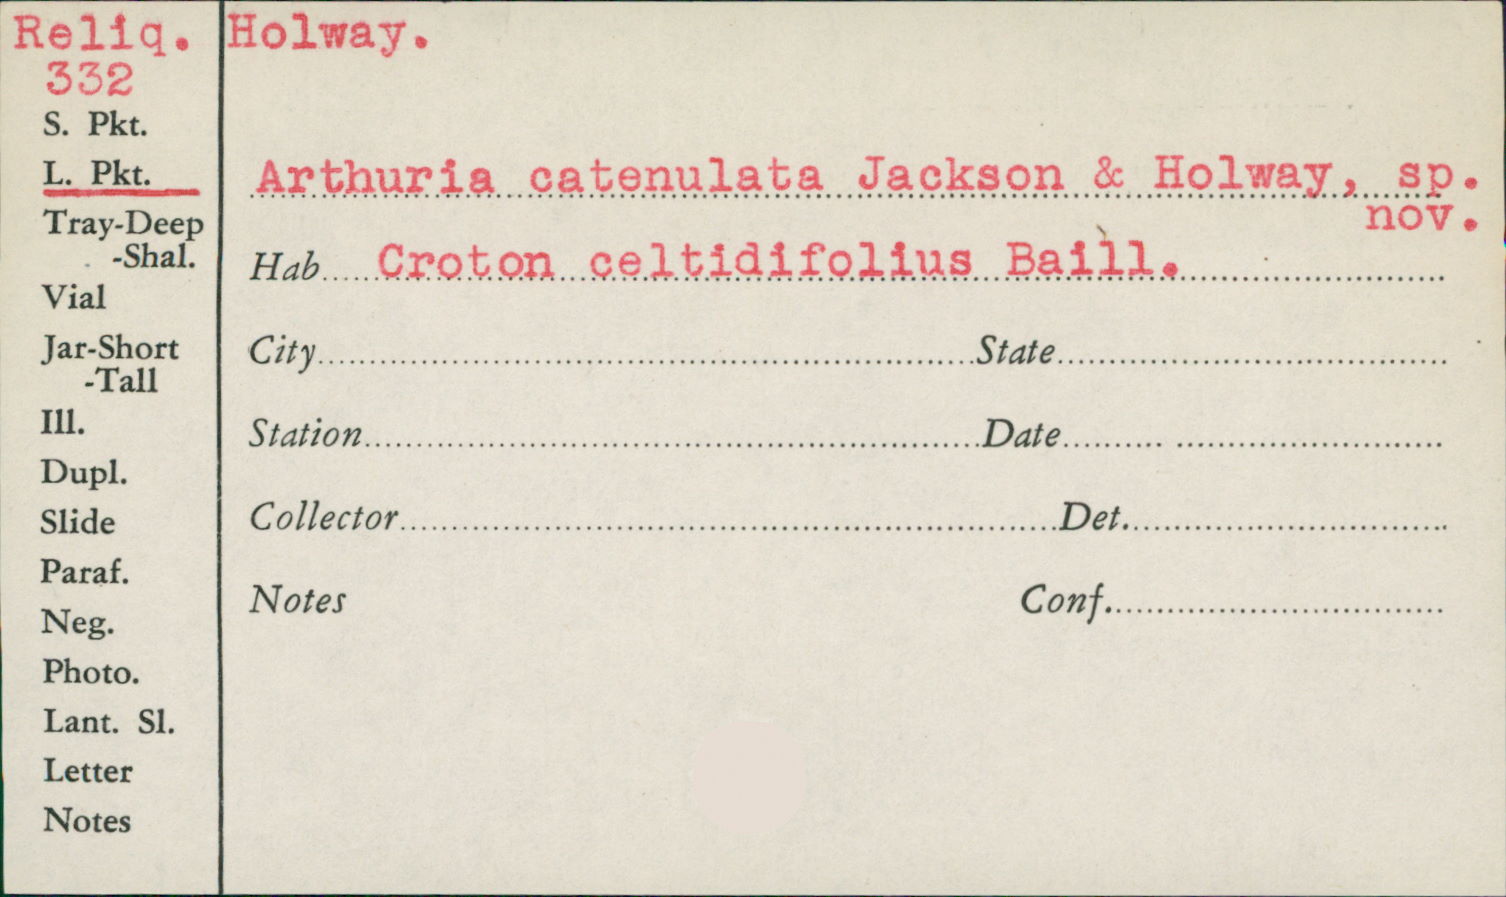 Reliq. Holway.
332
S. Pkt.
L. Pkt.
Arthuria catenulata Jackson & Holway, sp.
nov.
Tray-Deep
-Shal.
Hab. Croton celtidifolius Baill.
Vial
Jar-Short
-Tall
City State
Ill.
Station Date
Dupl.
Slide
Collector Det.
Paraf.
Notes Conf.
Neg.
Photo.
Lant. Sl.
Letter
Notes